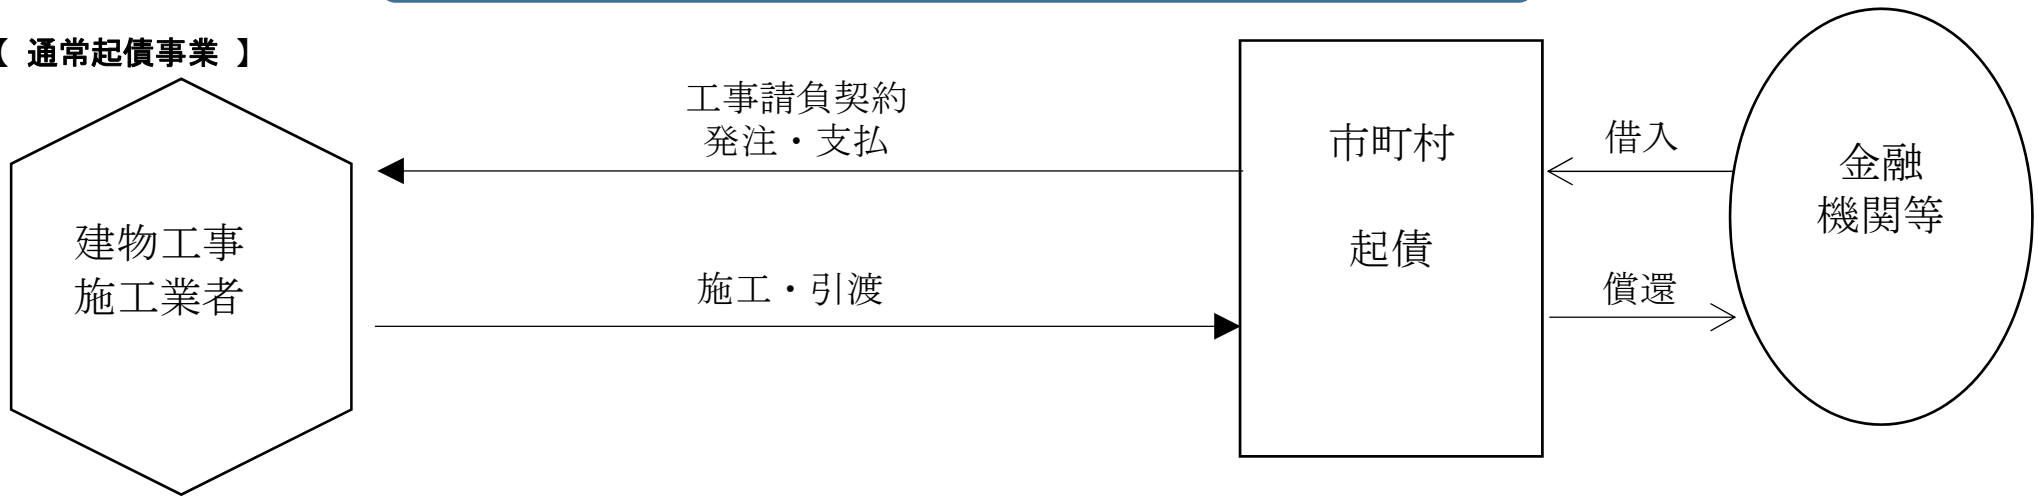 【 通常起債事業 】
工事請負契約
発注・支払
市町村
起債
借入
金融
機関等
建物工事
施工業者
施工・引渡
償還